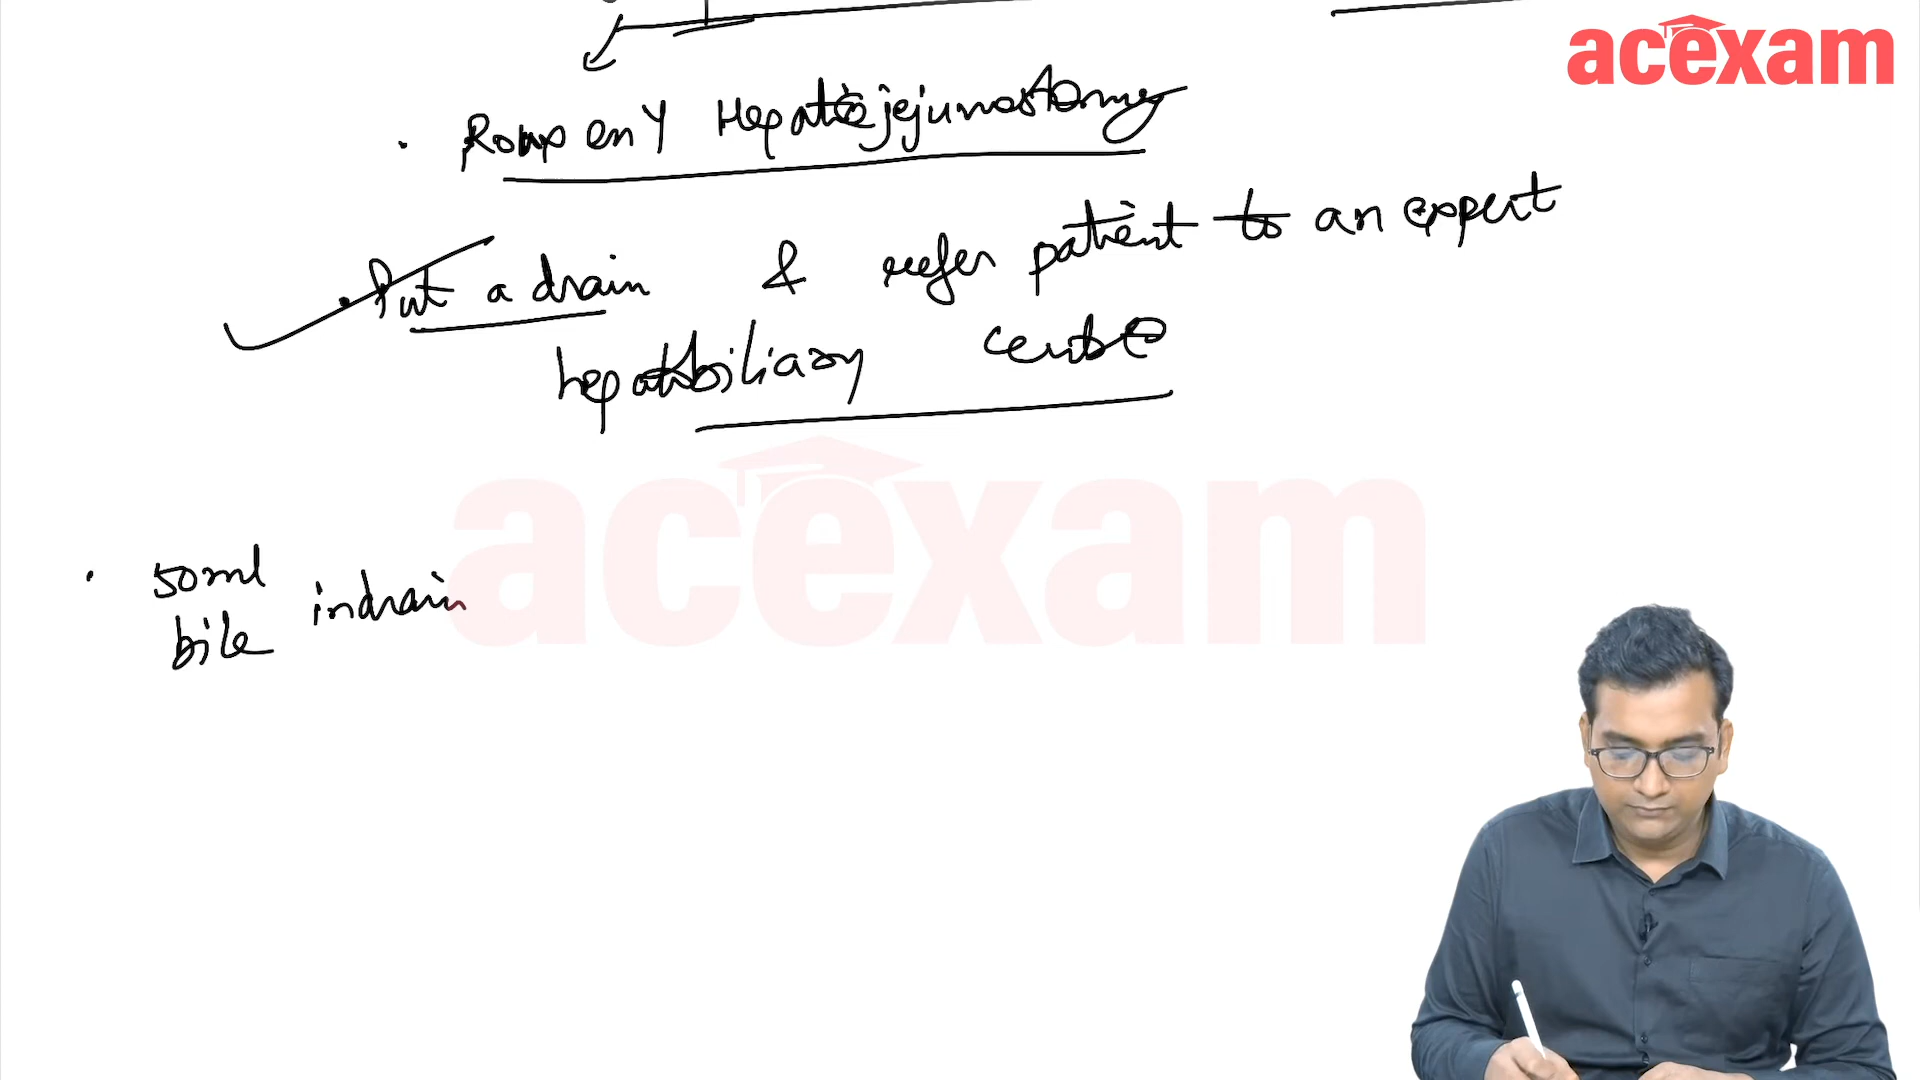 acexam
. Roux en Y Hepaticojejunostomy
. Put a drain & refer patient to an expert
hepatobiliary centre
acexam
. 50ml
bile indrain